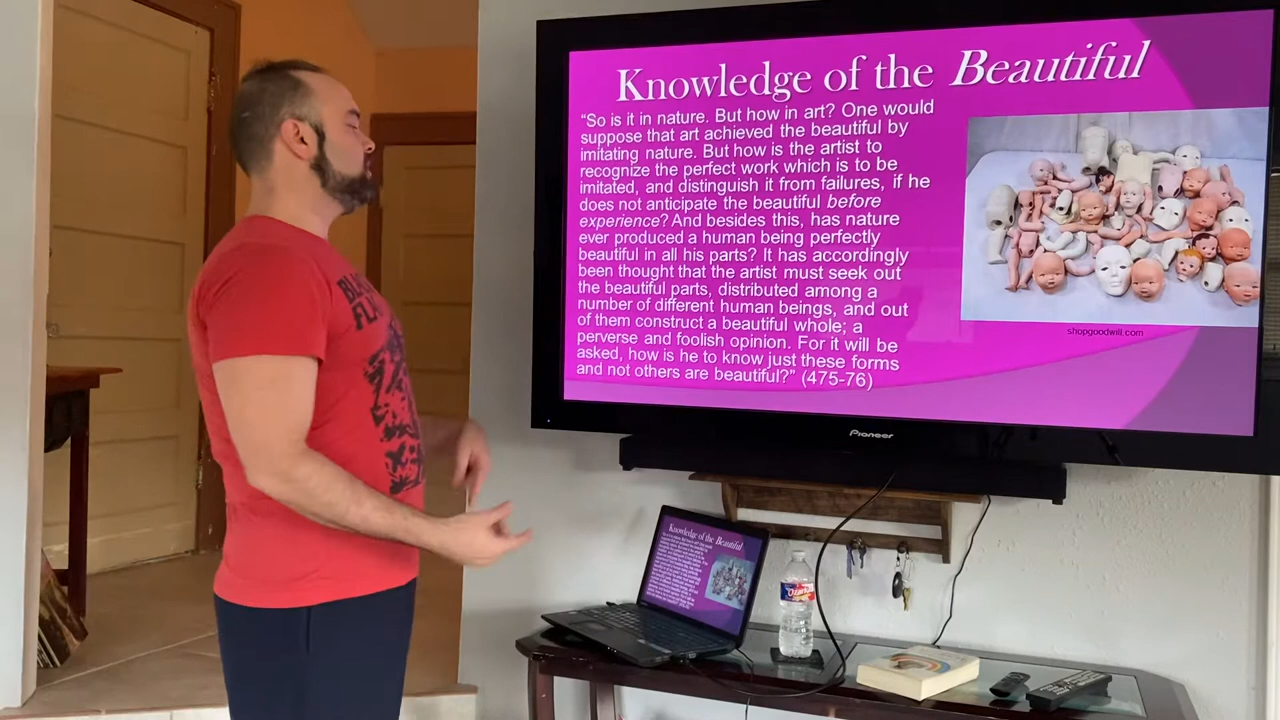 Knowledge of the Beautiful
“So is it in nature. But how in art? One would
suppose that art achieved the beautiful by
imitating nature. But how is the artist to
recognize the perfect work which is to be
imitated, and distinguish it from failures, if he
does not anticipate the beautiful before
experience? And besides this, has nature
ever produced a human being perfectly
beautiful in all his parts? It has accordingly
been thought that the artist must seek out
the beautiful parts, distributed among a
number of different human beings, and out
of them construct a beautiful whole; a
perverse and foolish opinion. For it will be
asked, how is he to know just these forms
and not others are beautiful?” (475-76)
shopgoodwill.com
Pioneer
BLACK
FLAG
Knowledge of the Beautiful
Ozarka